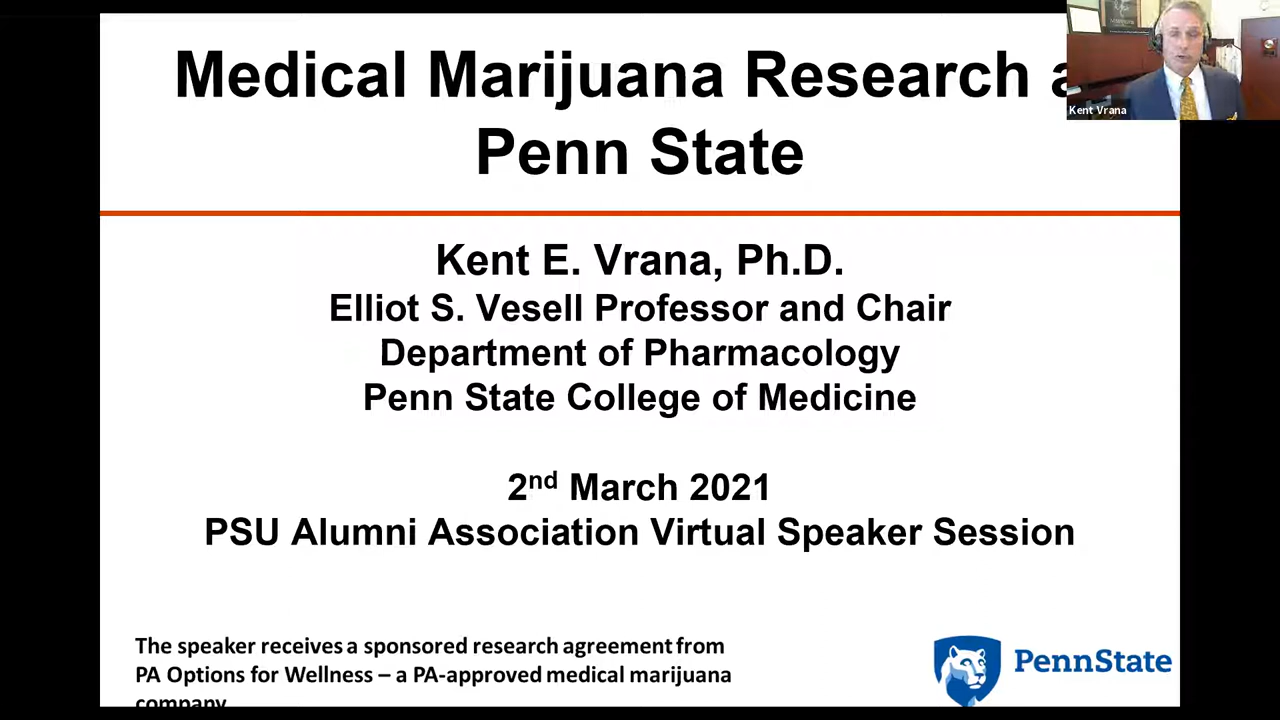 Medical Marijuana Research a
Penn State
Kent Vrana
Kent E. Vrana, Ph.D.
Elliot S. Vesell Professor and Chair
Department of Pharmacology
Penn State College of Medicine
2nd March 2021
PSU Alumni Association Virtual Speaker Session
The speaker receives a sponsored research agreement from
PA Options for Wellness – a PA-approved medical marijuana
company
PennState